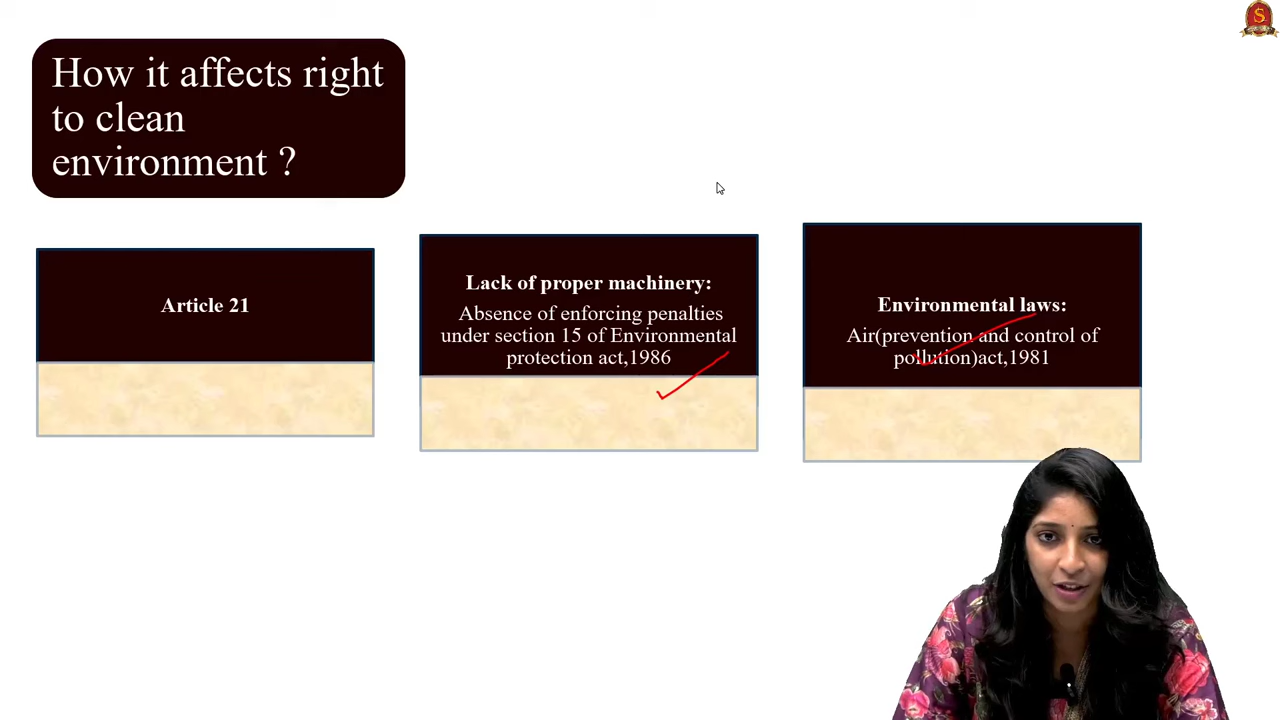 How it affects right
to clean
environment ?
Article 21
Lack of proper machinery:
Absence of enforcing penalties
under section 15 of Environmental
protection act,1986
Environmental laws:
Air(prevention and control of
pollution)act,1981
S